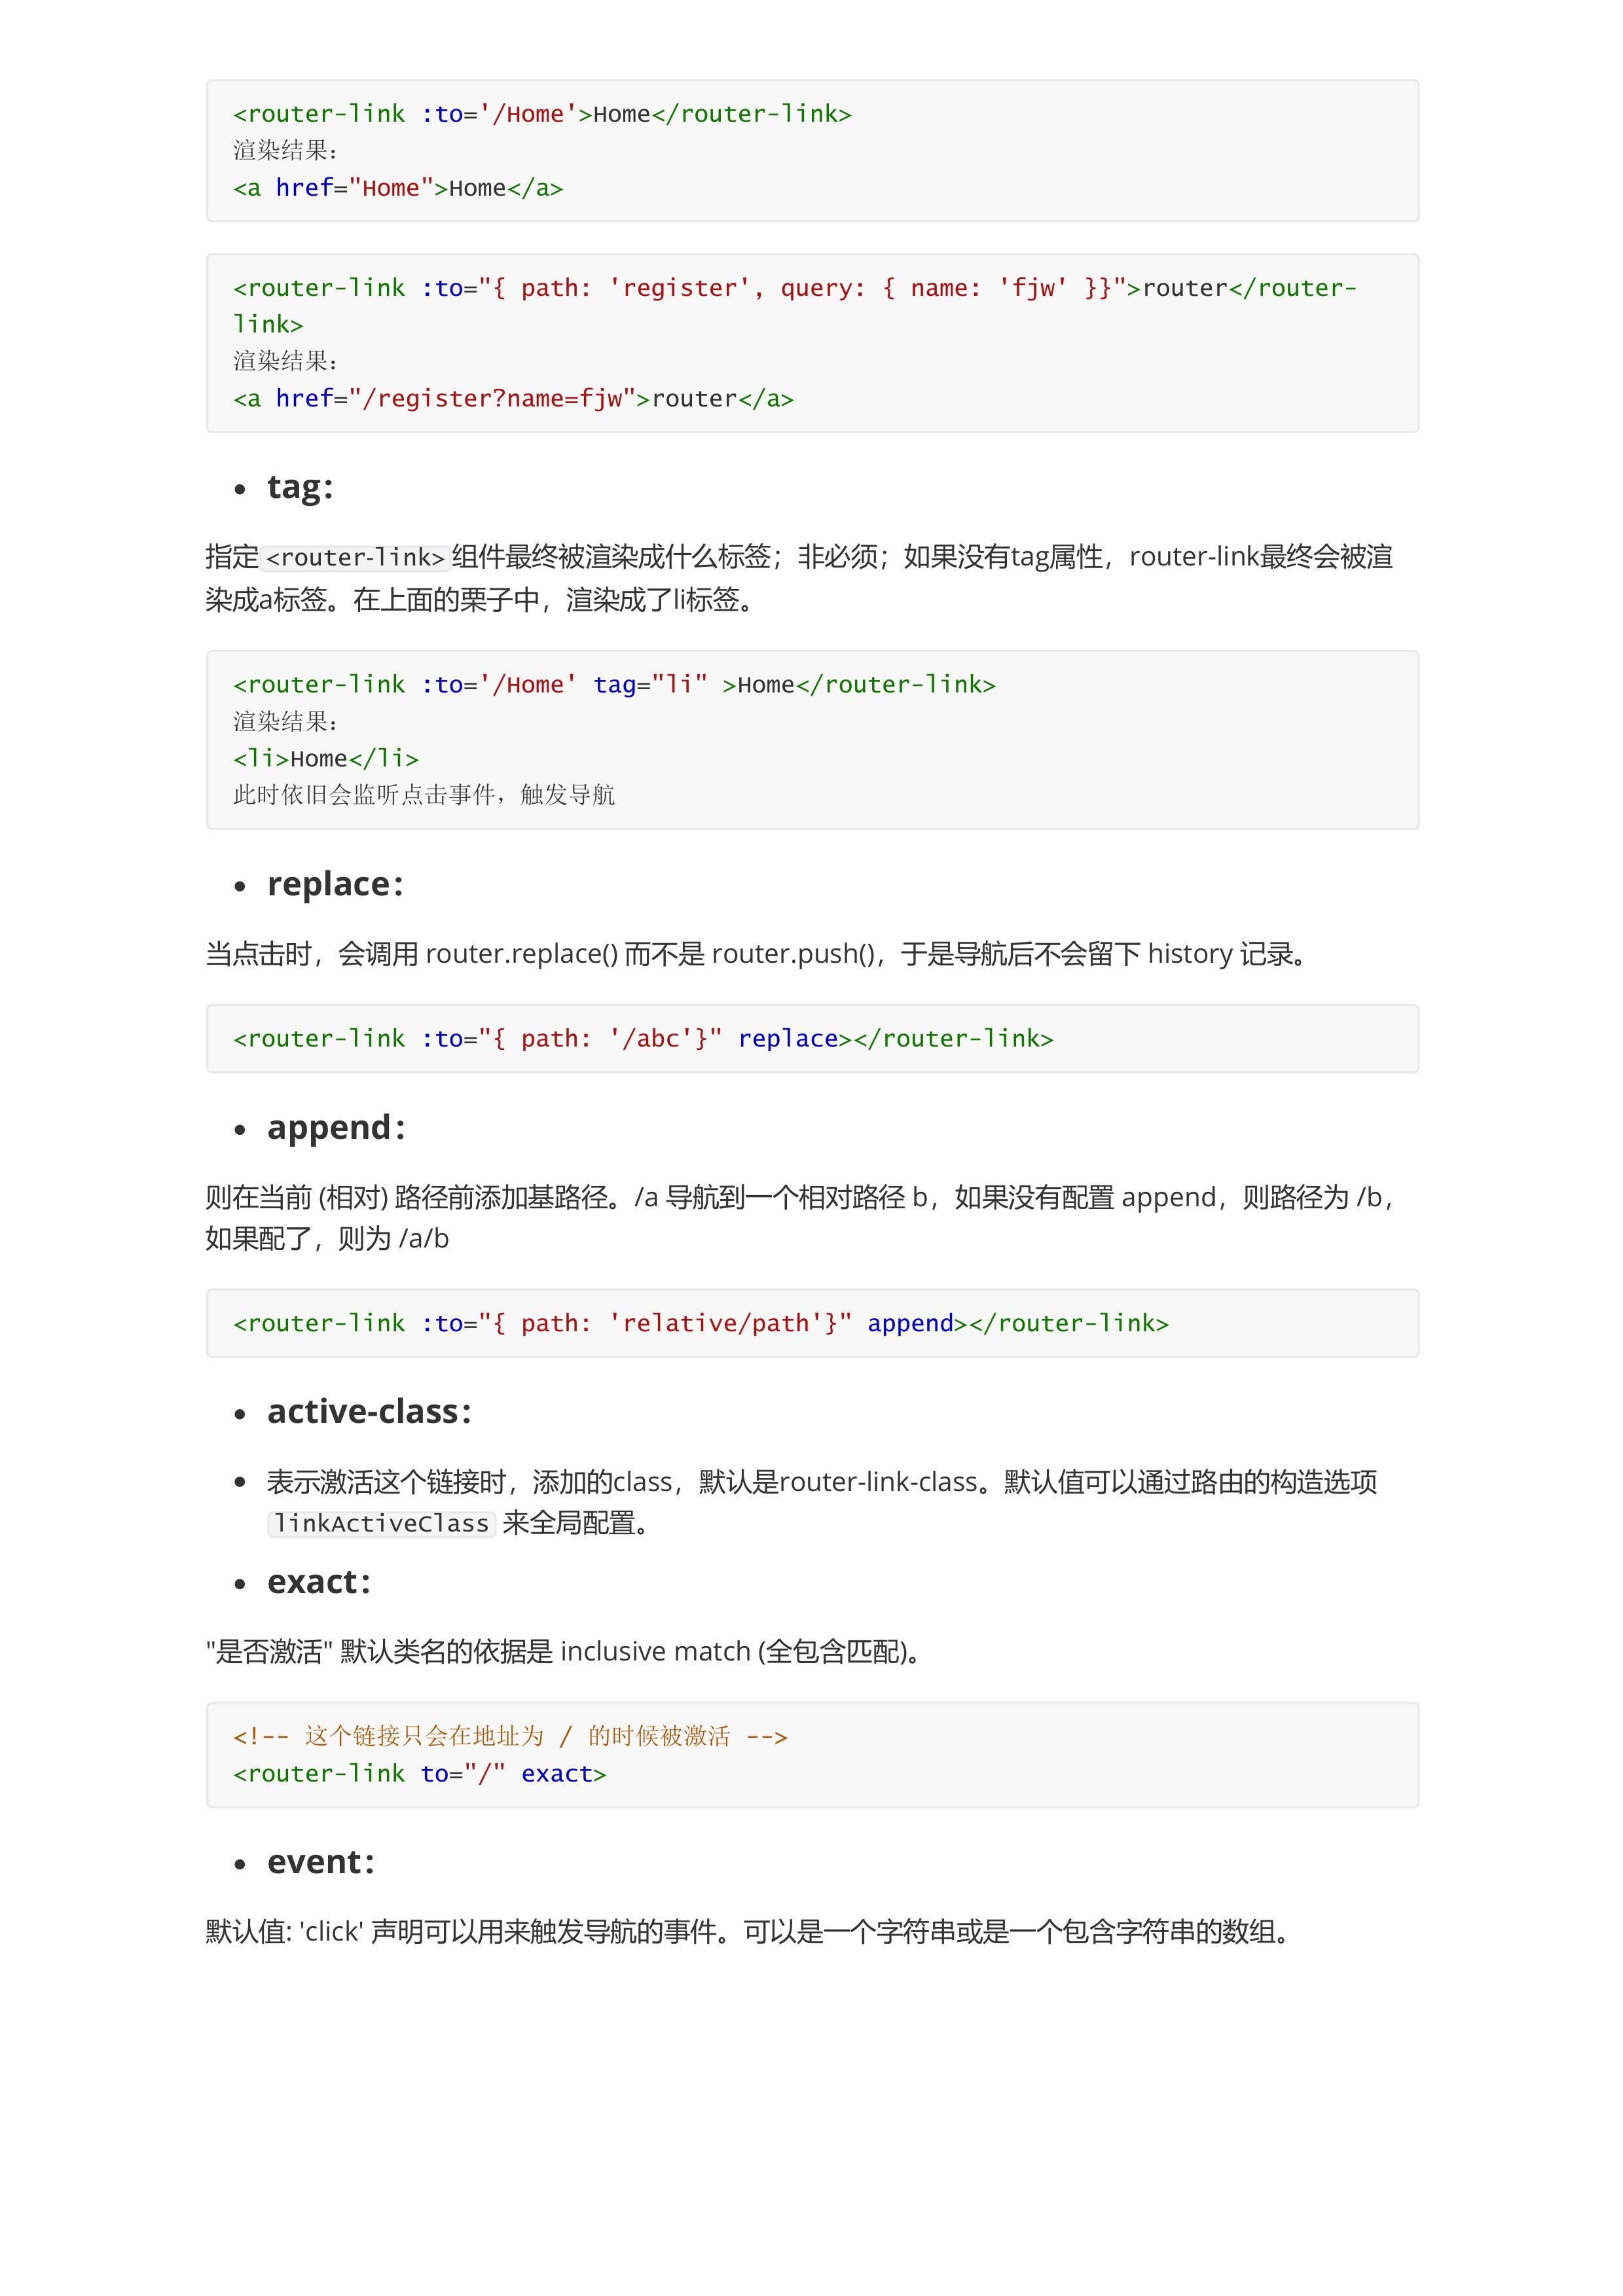 <router-link :to='/Home'>Home</router-link>
渲染结果：
<a href="Home">Home</a>
<router-link :to="{ path: 'register', query: { name: 'fjw' }}">router</router-
link>
渲染结果：
<a href="/register?name=fjw">router</a>
• tag：
指定<router-link>组件最终被渲染成什么标签；非必须；如果没有tag属性，router-link最终会被渲
染成a标签。在上面的栗子中，渲染成了li标签。
<router-link :to='/Home' tag="li" >Home</router-link>
渲染结果：
<li>Home</li>
此时依旧会监听点击事件，触发导航
• replace：
当点击时，会调用 router.replace() 而不是 router.push()，于是导航后不会留下 history 记录。
<router-link :to="{ path: '/abc'}" replace></router-link>
• append：
则在当前 (相对) 路径前添加基路径。/a 导航到一个相对路径 b，如果没有配置 append，则路径为 /b，
如果配了，则为 /a/b
<router-link :to="{ path: 'relative/path'}" append></router-link>
• active-class：
• 表示激活这个链接时，添加的class，默认是router-link-class。默认值可以通过路由的构造选项
linkActiveClass 来全局配置。
• exact：
"是否激活" 默认类名的依据是 inclusive match (全包含匹配)。
<!-- 这个链接只会在地址为 / 的时候被激活 -->
<router-link to="/" exact>
• event：
默认值: 'click' 声明可以用来触发导航的事件。可以是一个字符串或是一个包含字符串的数组。